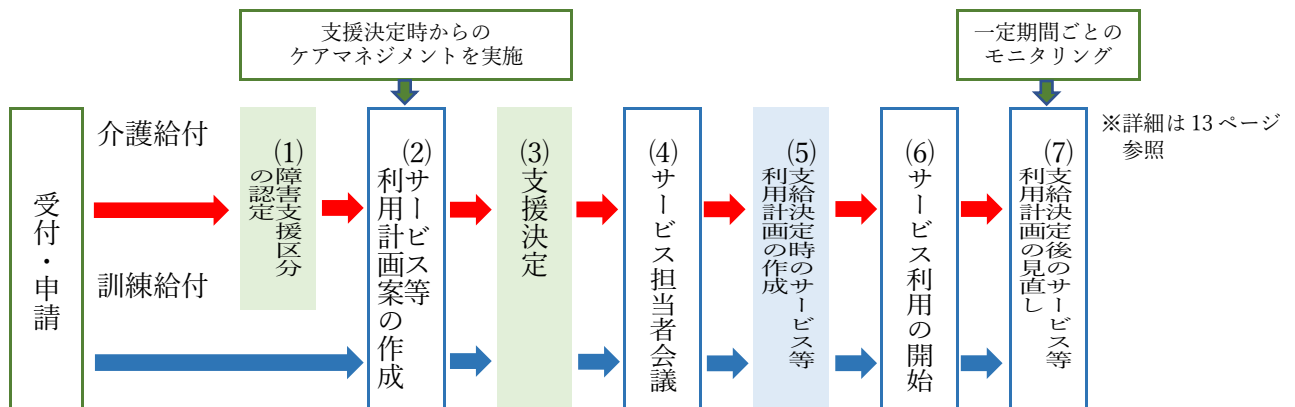 支援決定時からの
ケアマネジメントを実施
一定期間ごとの
モニタリング
受付・申請
介護給付
訓練給付
(1)障害支援区分
の認定
(2)サービス等
利用計画案の作成
(3)支援決定
(4)サービス担当者会議
(5)支給決定時のサービス等
利用計画の作成
(6)サービス利用の開始
(7)支給決定後のサービス等
利用計画の見直し
※詳細は13ページ
参照